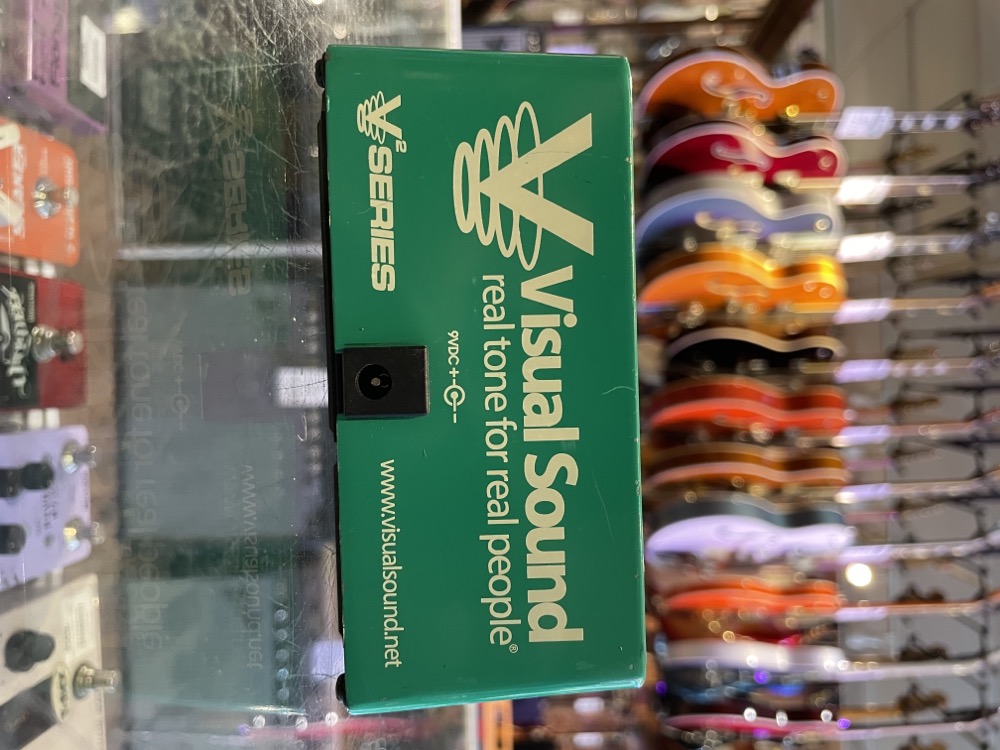 Visual Sound
real tone for real people®
9VDC + -
V2 SERIES
www.visualsound.net